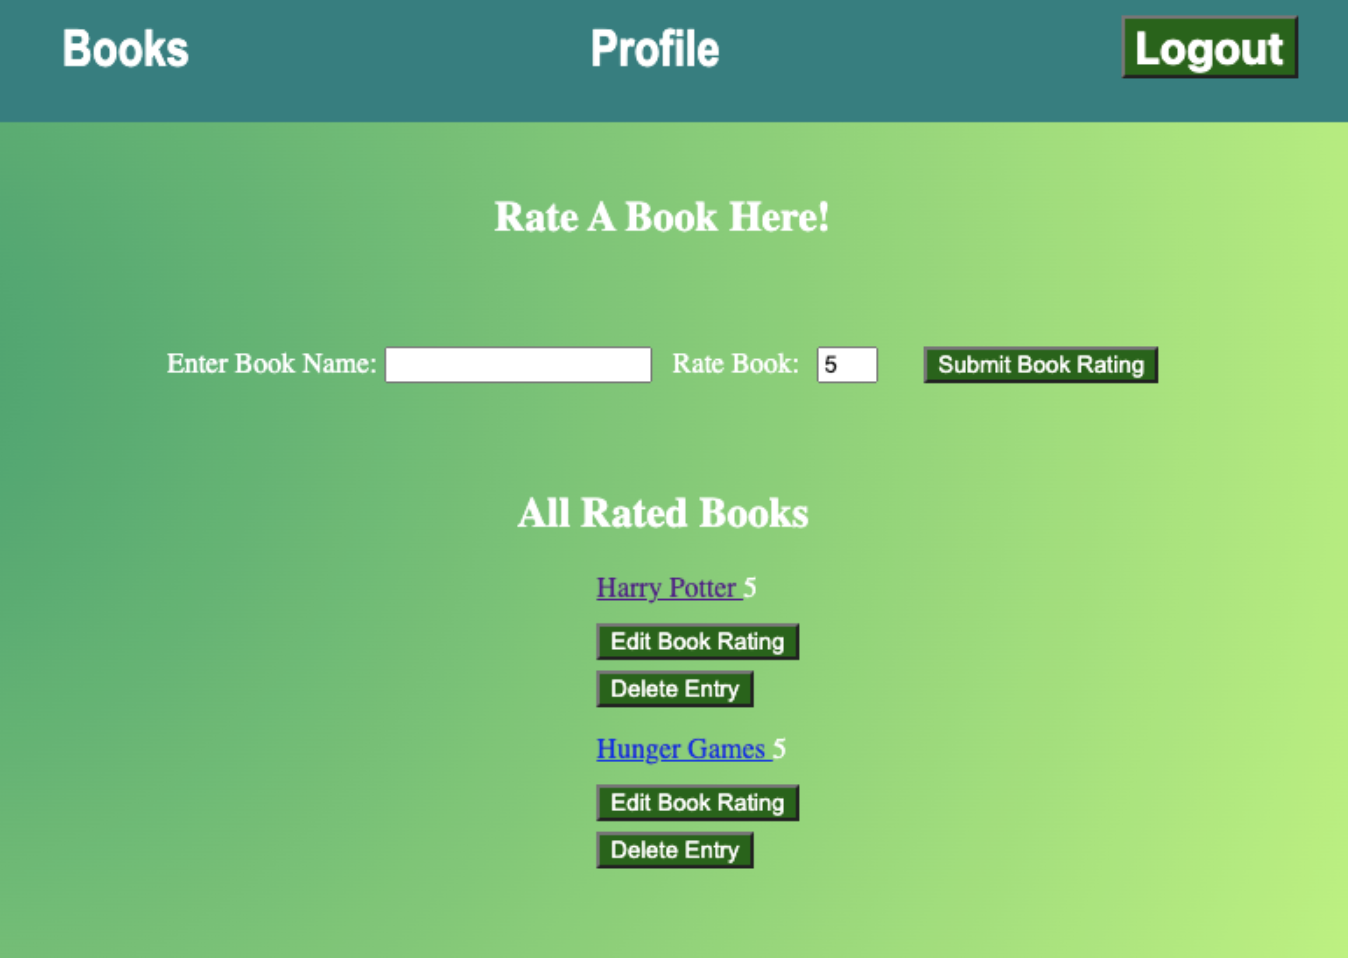 Books Profile Logout
Rate A Book Here!
Enter Book Name: Rate Book: 5 Submit Book Rating
All Rated Books
Harry Potter 5
Edit Book Rating
Delete Entry
Hunger Games 5
Edit Book Rating
Delete Entry